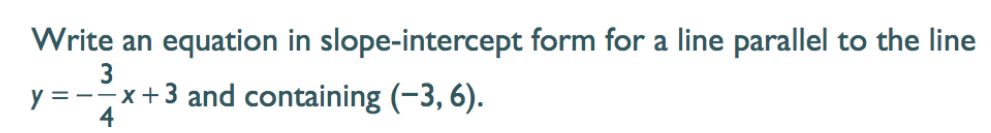 Write an equation in slope-intercept form for a line parallel to the line
y = −3/4 x + 3 and containing (−3, 6).